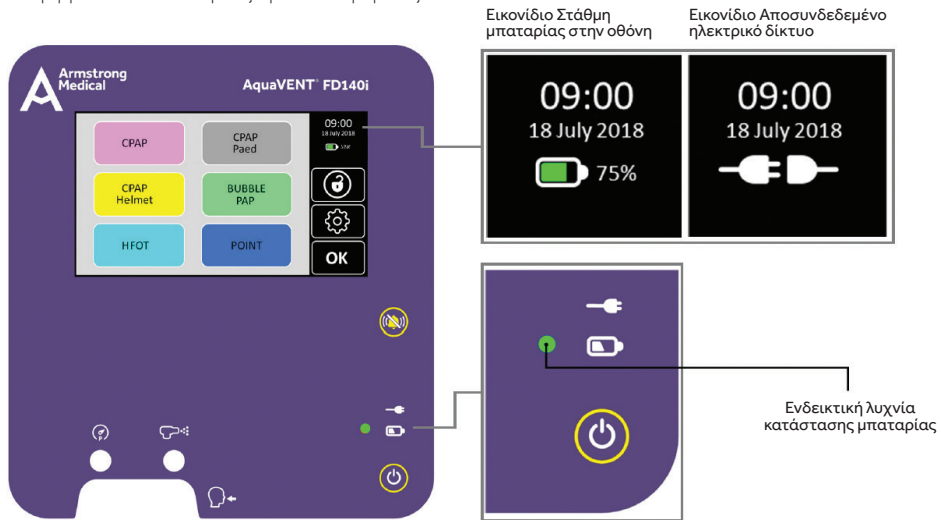 Εικονίδιο Στάθμη
μπαταρίας στην οθόνη
Εικονίδιο Αποσυνδεδεμένο
ηλεκτρικό δίκτυο
Armstrong
Medical
AquaVENT® FD140i
CPAP
CPAP
Paed
CPAP
Helmet
BUBBLE
PAP
HFOT
POINT
09:00
18 July 2018
OK
09:00
18 July 2018
75%
09:00
18 July 2018
P
Ενδεικτική λυχνία
κατάστασης μπαταρίας